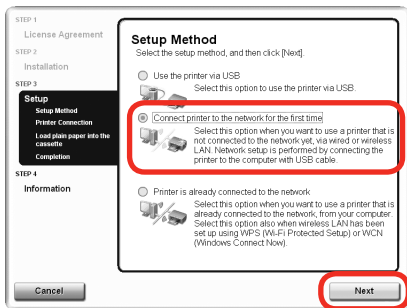 STEP 1
License Agreement
STEP 2
Installation
STEP 3
Setup
Setup Method
Printer Connection
Load plain paper into the
cassette
Completion
STEP 4
Information
Setup Method
Select the setup method, and then click [Next].
Use the printer via USB
Select this option to use the printer via USB.
Connect printer to the network for the first time
Select this option when you want to use a printer that is
not connected to the network yet, via wired or wireless
LAN. Network setup is performed by connecting the
printer to the computer with USB cable.
Printer is already connected to the network
Select this option when you want to use a printer that is
already connected to the network, from your computer.
Select this option also when wireless LAN has been
set up using WPS (Wi-Fi Protected Setup) or WCN
(Windows Connect Now).
Cancel
Next